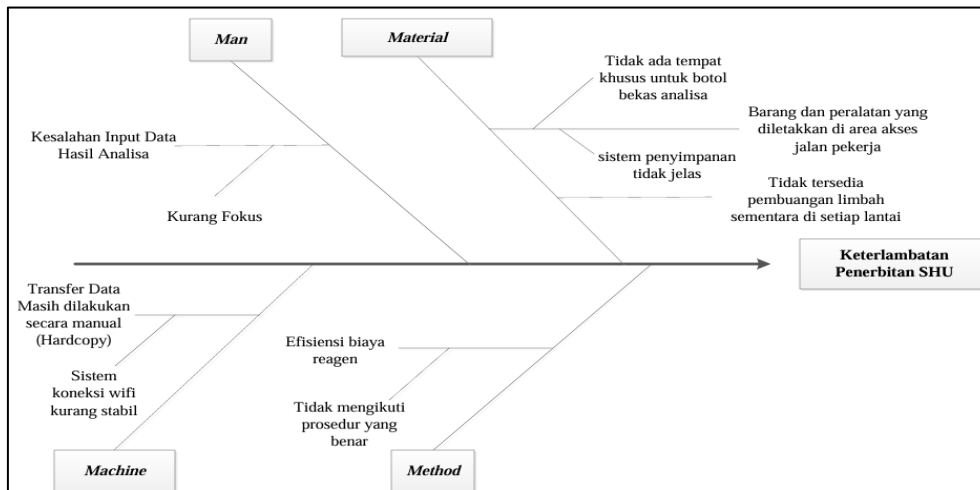 Man
Material
Tidak ada tempat
khusus untuk botol
bekas analisa
Barang dan peralatan yang
diletakkan di area akses
jalan pekerja
Kesalahan Input Data
Hasil Analisa
sistem penyimpanan
tidak jelas
Tidak tersedia
pembuangan limbah
sementara di setiap lantai
Kurang Fokus
Keterlambatan
Penerbitan SHU
Transfer Data
Masih dilakukan
secara manual
(Hardcopy)
Efisiensi biaya
reagen
Sistem
koneksi wifi
kurang stabil
Tidak mengikuti
prosedur yang
benar
Machine
Method